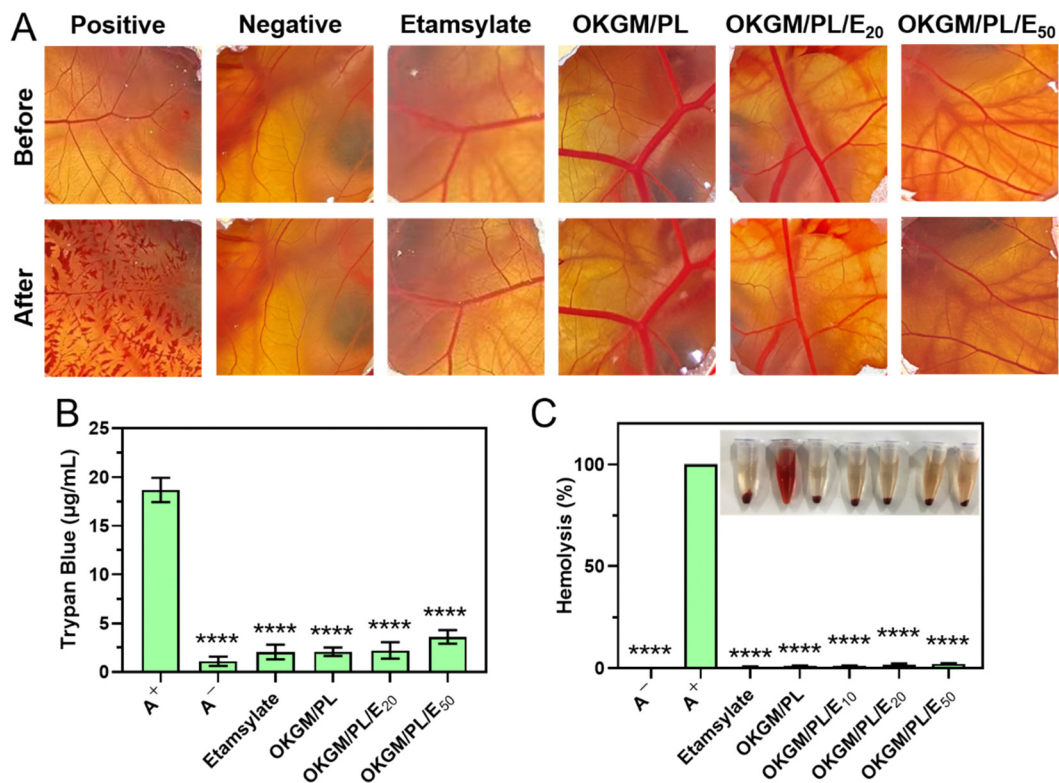 A
Positive
Negative
Etamsylate
OKGM/PL
OKGM/PL/E₂₀
OKGM/PL/E₅₀
Before
After
B
Trypan Blue (µg/mL)
25
20
15
10
5
0
****
****
****
****
****
A⁺
A⁻
Etamsylate
OKGM/PL
OKGM/PL/E₂₀
OKGM/PL/E₅₀
C
Hemolysis (%)
100
50
0
****
****
****
****
****
****
A⁻
A⁺
Etamsylate
OKGM/PL
OKGM/PL/E₁₀
OKGM/PL/E₂₀
OKGM/PL/E₅₀